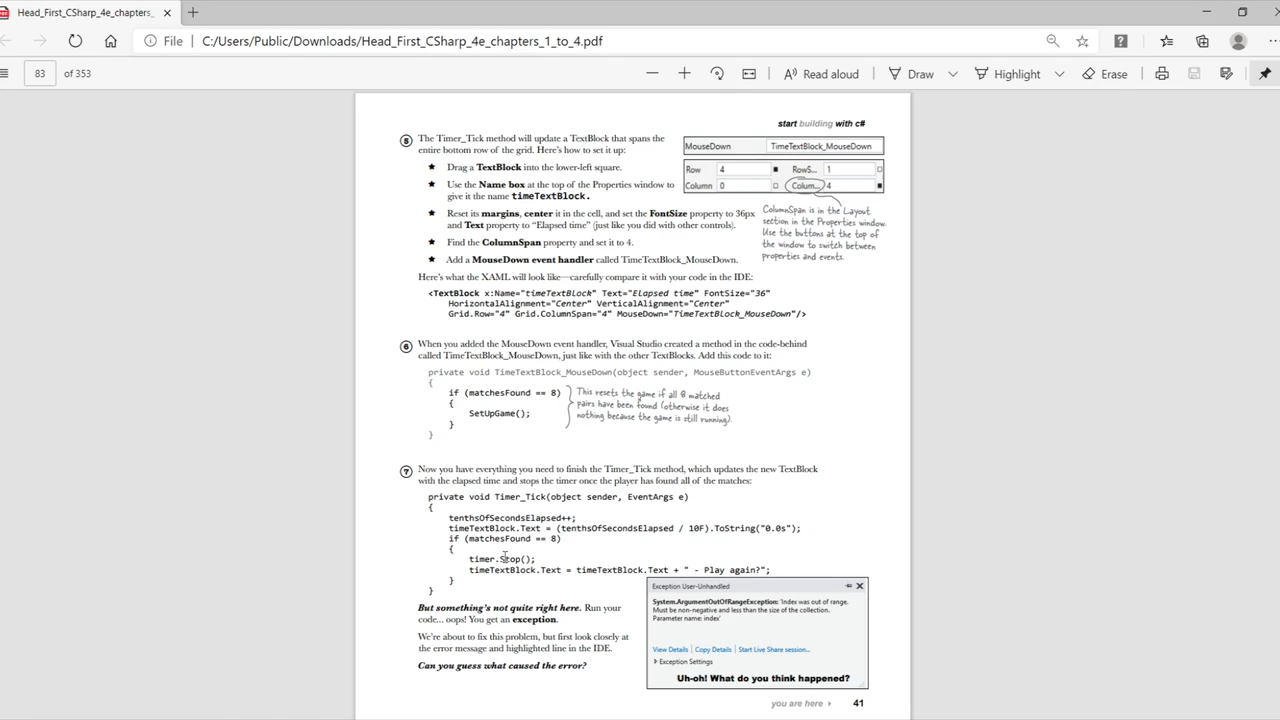 Head_First_CSharp_4e_chapters_
File C:/Users/Public/Downloads/Head_First_CSharp_4e_chapters_1_to_4.pdf
83 of 353
Read aloud Draw Highlight Erase
start building with c#
5 The Timer_Tick method will update a TextBlock that spans the
entire bottom row of the grid. Here's how to set it up:
★ Drag a TextBlock into the lower-left square.
★ Use the Name box at the top of the Properties window to
give it the name timeTextBlock.
★ Reset its margins, center it in the cell, and set the FontSize property to 36px
and Text property to "Elapsed time" (just like you did with other controls).
★ Find the ColumnSpan property and set it to 4.
★ Add a MouseDown event handler called TimeTextBlock_MouseDown.
MouseDown TimeTextBlock_MouseDown
Row 4 RowS... 1
Column 0 Colum... 4
ColumnSpan is in the Layout
section in the Properties window.
Use the buttons at the top of
the window to switch between
properties and events.
Here's what the XAML will look like—carefully compare it with your code in the IDE:
<TextBlock x:Name="timeTextBlock" Text="Elapsed time" FontSize="36"
HorizontalAlignment="Center" VerticalAlignment="Center"
Grid.Row="4" Grid.ColumnSpan="4" MouseDown="TimeTextBlock_MouseDown"/>
6 When you added the MouseDown event handler, Visual Studio created a method in the code-behind
called TimeTextBlock_MouseDown, just like with the other TextBlocks. Add this code to it:
private void TimeTextBlock_MouseDown(object sender, MouseButtonEventArgs e)
{
if (matchesFound == 8)
{
SetUpGame();
}
}
This resets the game if all 8 matched
pairs have been found (otherwise it does
nothing because the game is still running).
7 Now you have everything you need to finish the Timer_Tick method, which updates the new TextBlock
with the elapsed time and stops the timer once the player has found all of the matches:
private void Timer_Tick(object sender, EventArgs e)
{
tenthsOfSecondsElapsed++;
timeTextBlock.Text = (tenthsOfSecondsElapsed / 10F).ToString("0.0s");
if (matchesFound == 8)
{
timer.Stop();
timeTextBlock.Text = timeTextBlock.Text + " - Play again?";
}
}
But something's not quite right here. Run your
code... oops! You get an exception.
We're about to fix this problem, but first look closely at
the error message and highlighted line in the IDE.
Can you guess what caused the error?
Exception User-Unhandled
System.ArgumentOutOfRangeException: 'Index was out of range.
Must be non-negative and less than the size of the collection.
Parameter name: index'
View Details | Copy Details | Start Live Share session...
Exception Settings
Uh-oh! What do you think happened?
you are here 41